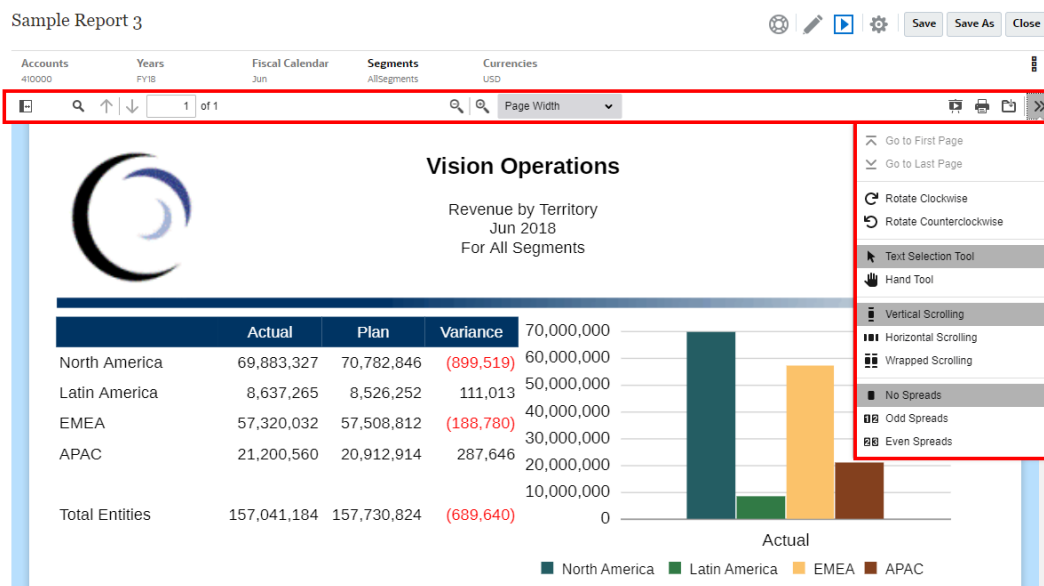 Sample Report 3
Save Save As Close
Accounts Years Fiscal Calendar Segments Currencies
410000 FY18 Jun AllSegments USD
1 of 1 Page Width
Go to First Page
Go to Last Page
Rotate Clockwise
Rotate Counterclockwise
Text Selection Tool
Hand Tool
Vertical Scrolling
Horizontal Scrolling
Wrapped Scrolling
No Spreads
Odd Spreads
Even Spreads
Vision Operations
Revenue by Territory
Jun 2018
For All Segments
Actual Plan Variance
North America 69,883,327 70,782,846 (899,519)
Latin America 8,637,265 8,526,252 111,013
EMEA 57,320,032 57,508,812 (188,780)
APAC 21,200,560 20,912,914 287,646
Total Entities 157,041,184 157,730,824 (689,640)
70,000,000
60,000,000
50,000,000
40,000,000
30,000,000
20,000,000
10,000,000
0
Actual
North America Latin America EMEA APAC